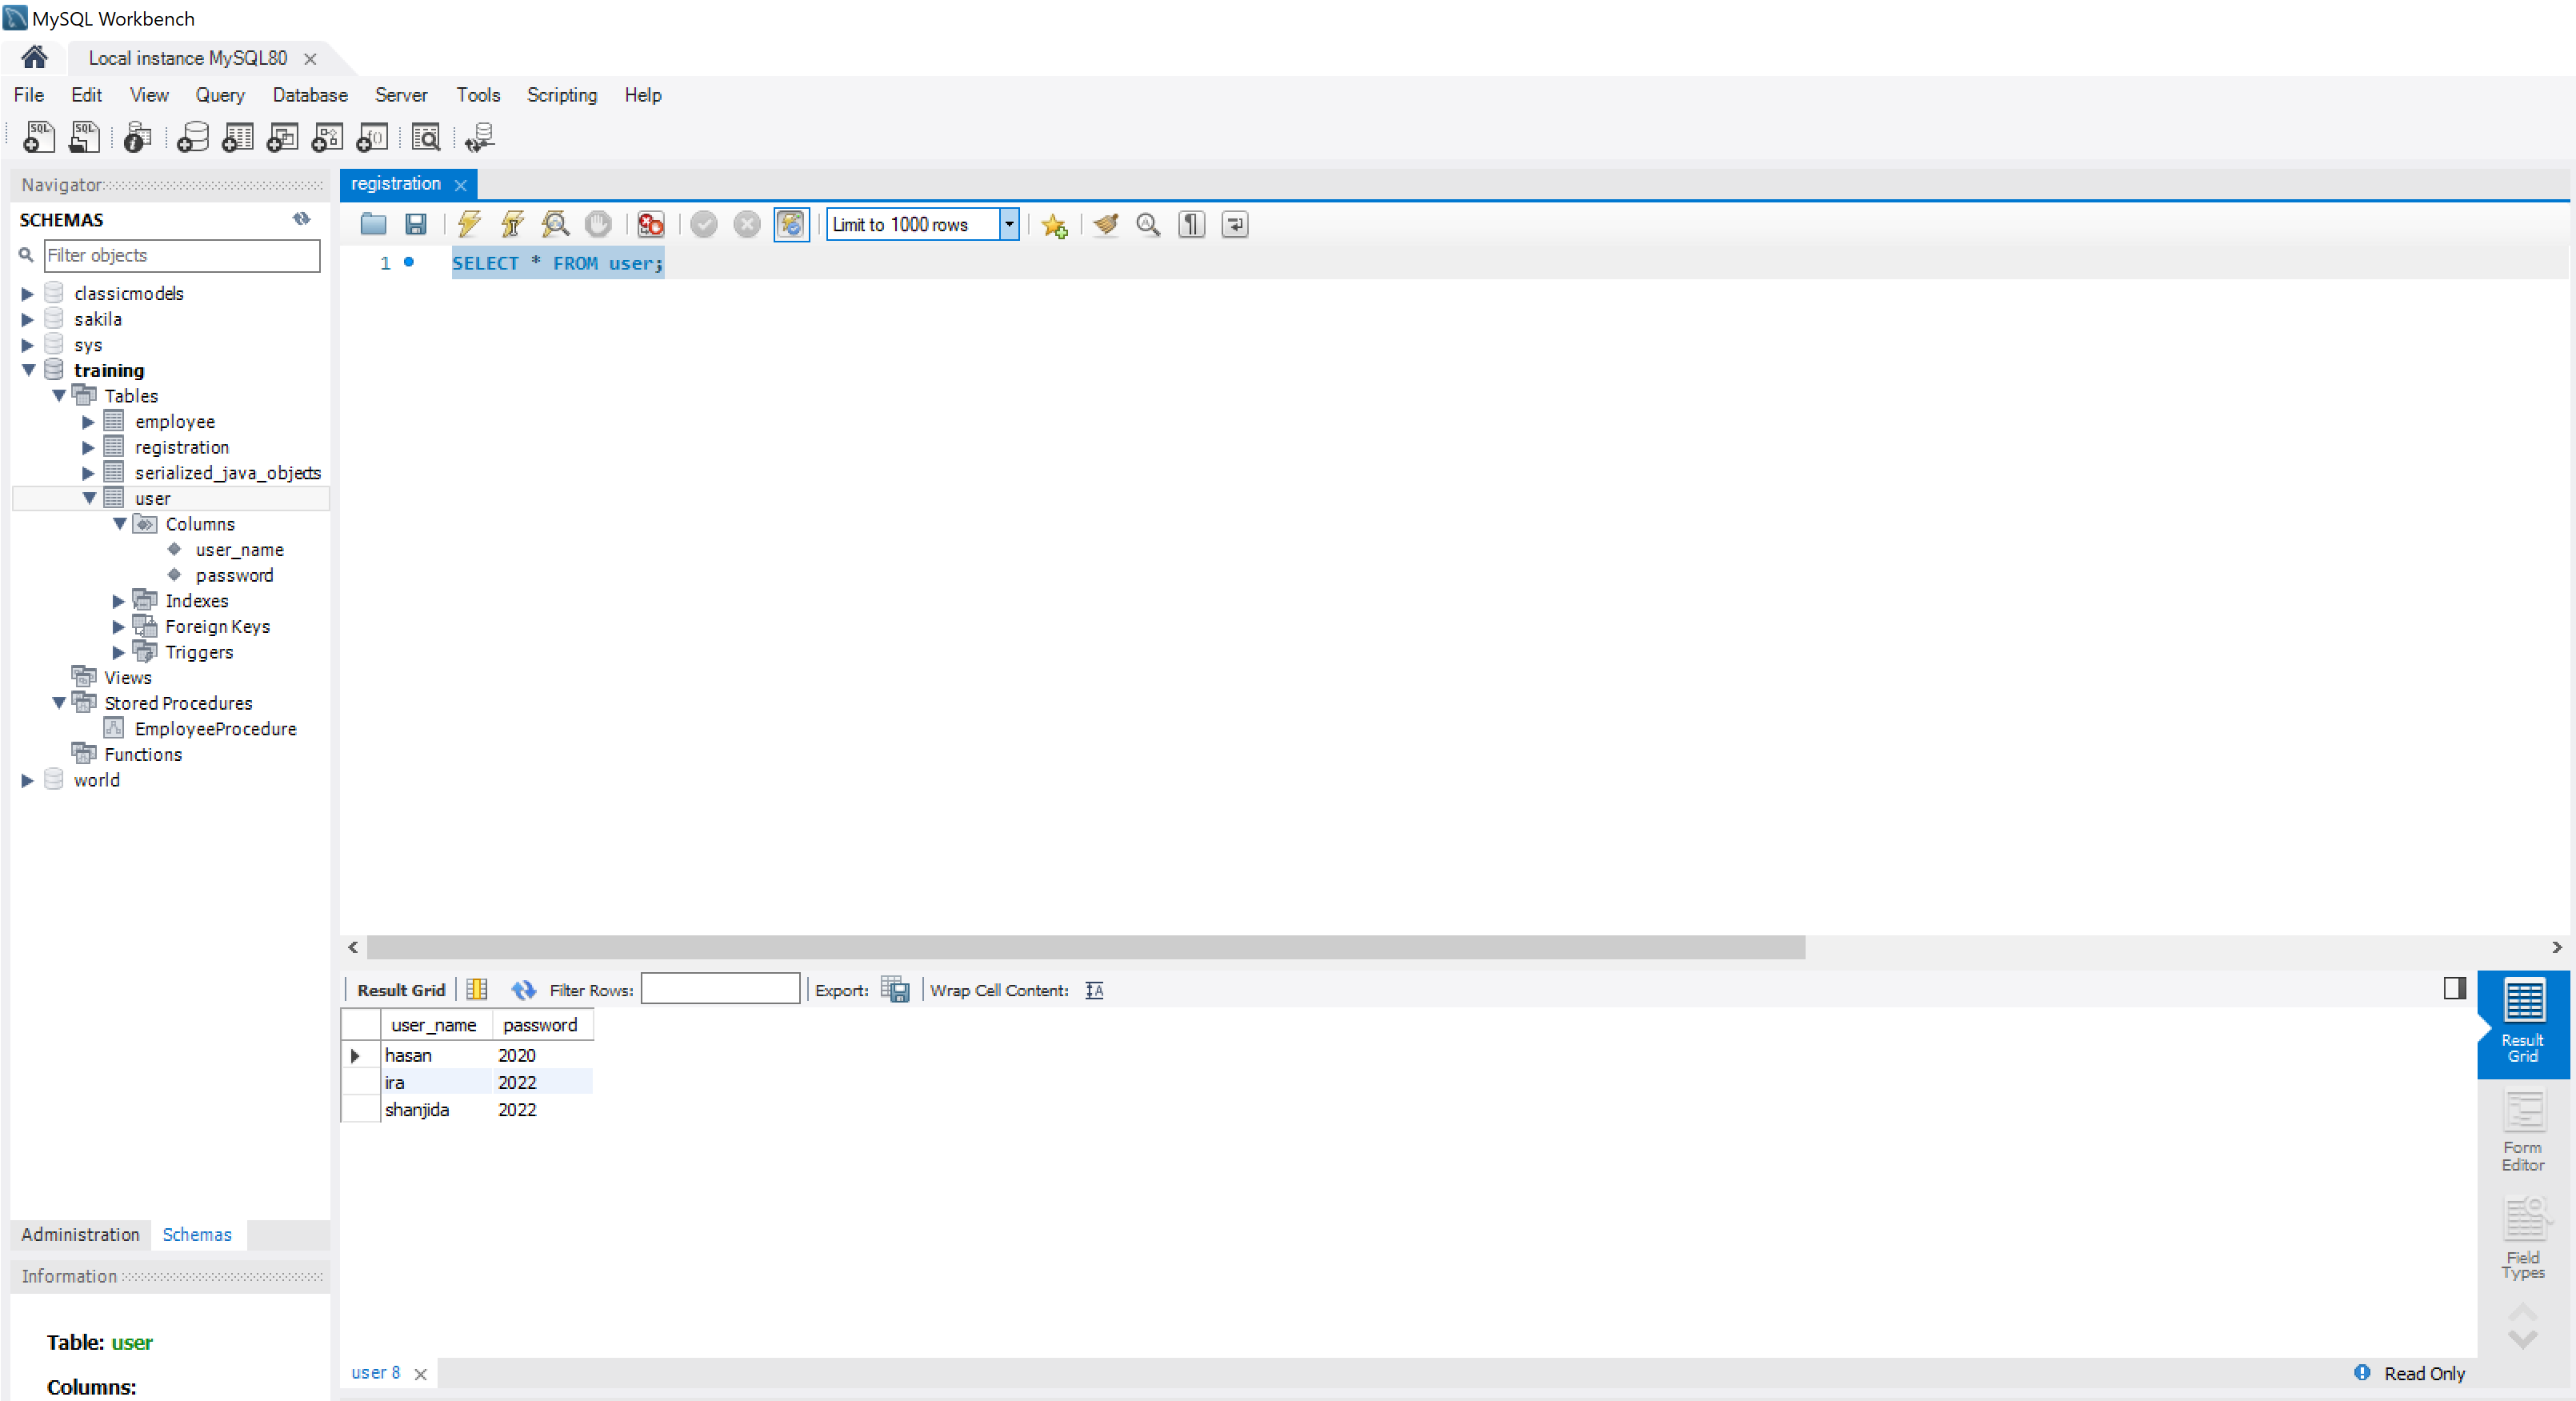 MySQL Workbench
Local instance MySQL80
File Edit View Query Database Server Tools Scripting Help
Navigator
SCHEMAS
Filter objects
classicmodels
sakila
sys
training
Tables
employee
registration
serialized_java_objects
user
Columns
user_name
password
Indexes
Foreign Keys
Triggers
Views
Stored Procedures
EmployeeProcedure
Functions
world
Administration Schemas
Information
Table: user
Columns:
registration
Limit to 1000 rows
1 SELECT * FROM user;
Result Grid Filter Rows: Export: Wrap Cell Content:
user_name password
hasan 2020
ira 2022
shanjida 2022
Result
Grid
Form
Editor
Field
Types
user 8
Read Only